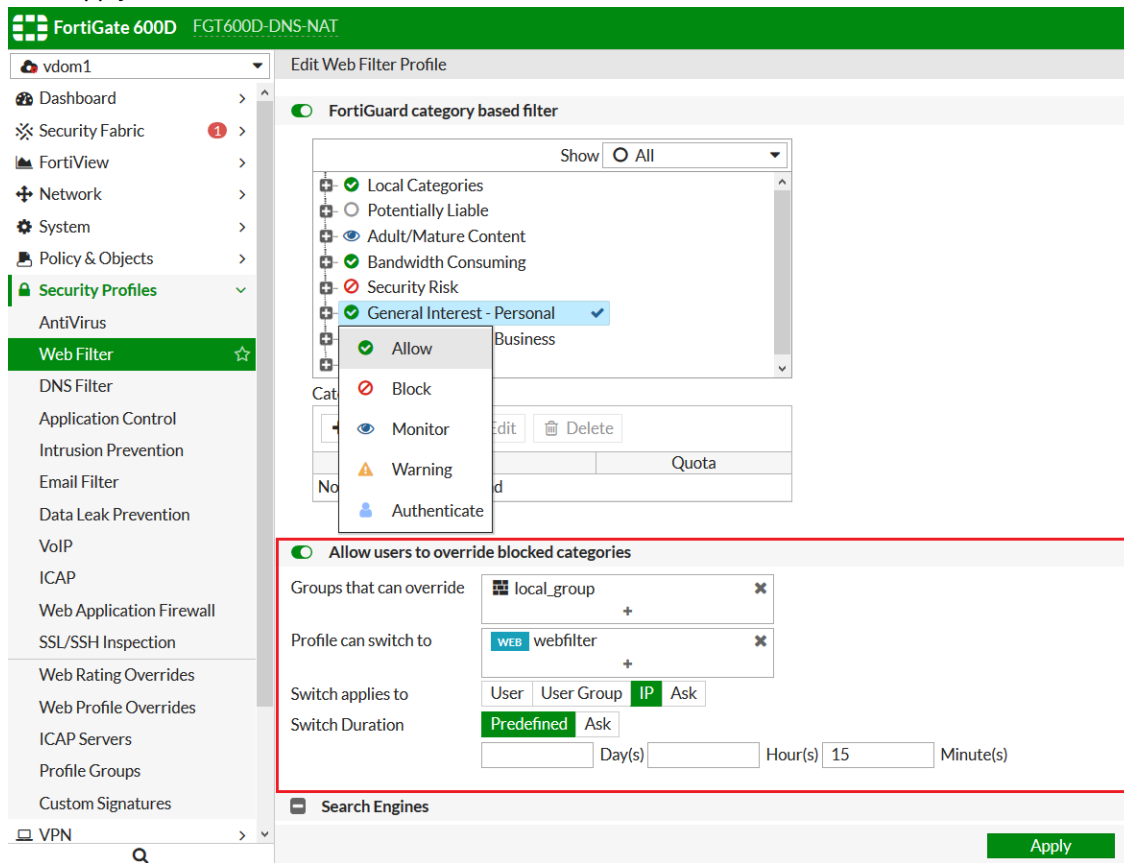 FortiGate 600D FGT600D-DNS-NAT
vdom1
Edit Web Filter Profile
Dashboard
Security Fabric 1
FortiView
Network
System
Policy & Objects
Security Profiles
AntiVirus
Web Filter
DNS Filter
Application Control
Intrusion Prevention
Email Filter
Data Leak Prevention
VoIP
ICAP
Web Application Firewall
SSL/SSH Inspection
Web Rating Overrides
Web Profile Overrides
ICAP Servers
Profile Groups
Custom Signatures
VPN
FortiGuard category based filter
Show All
Local Categories
Potentially Liable
Adult/Mature Content
Bandwidth Consuming
Security Risk
General Interest - Personal
Business
Allow
Block
Monitor
Warning
Authenticate
Delete
Quota
No
Allow users to override blocked categories
Groups that can override local_group
Profile can switch to WEB webfilter
Switch applies to User User Group IP Ask
Switch Duration Predefined Ask
Day(s) Hour(s) 15 Minute(s)
Search Engines
Apply